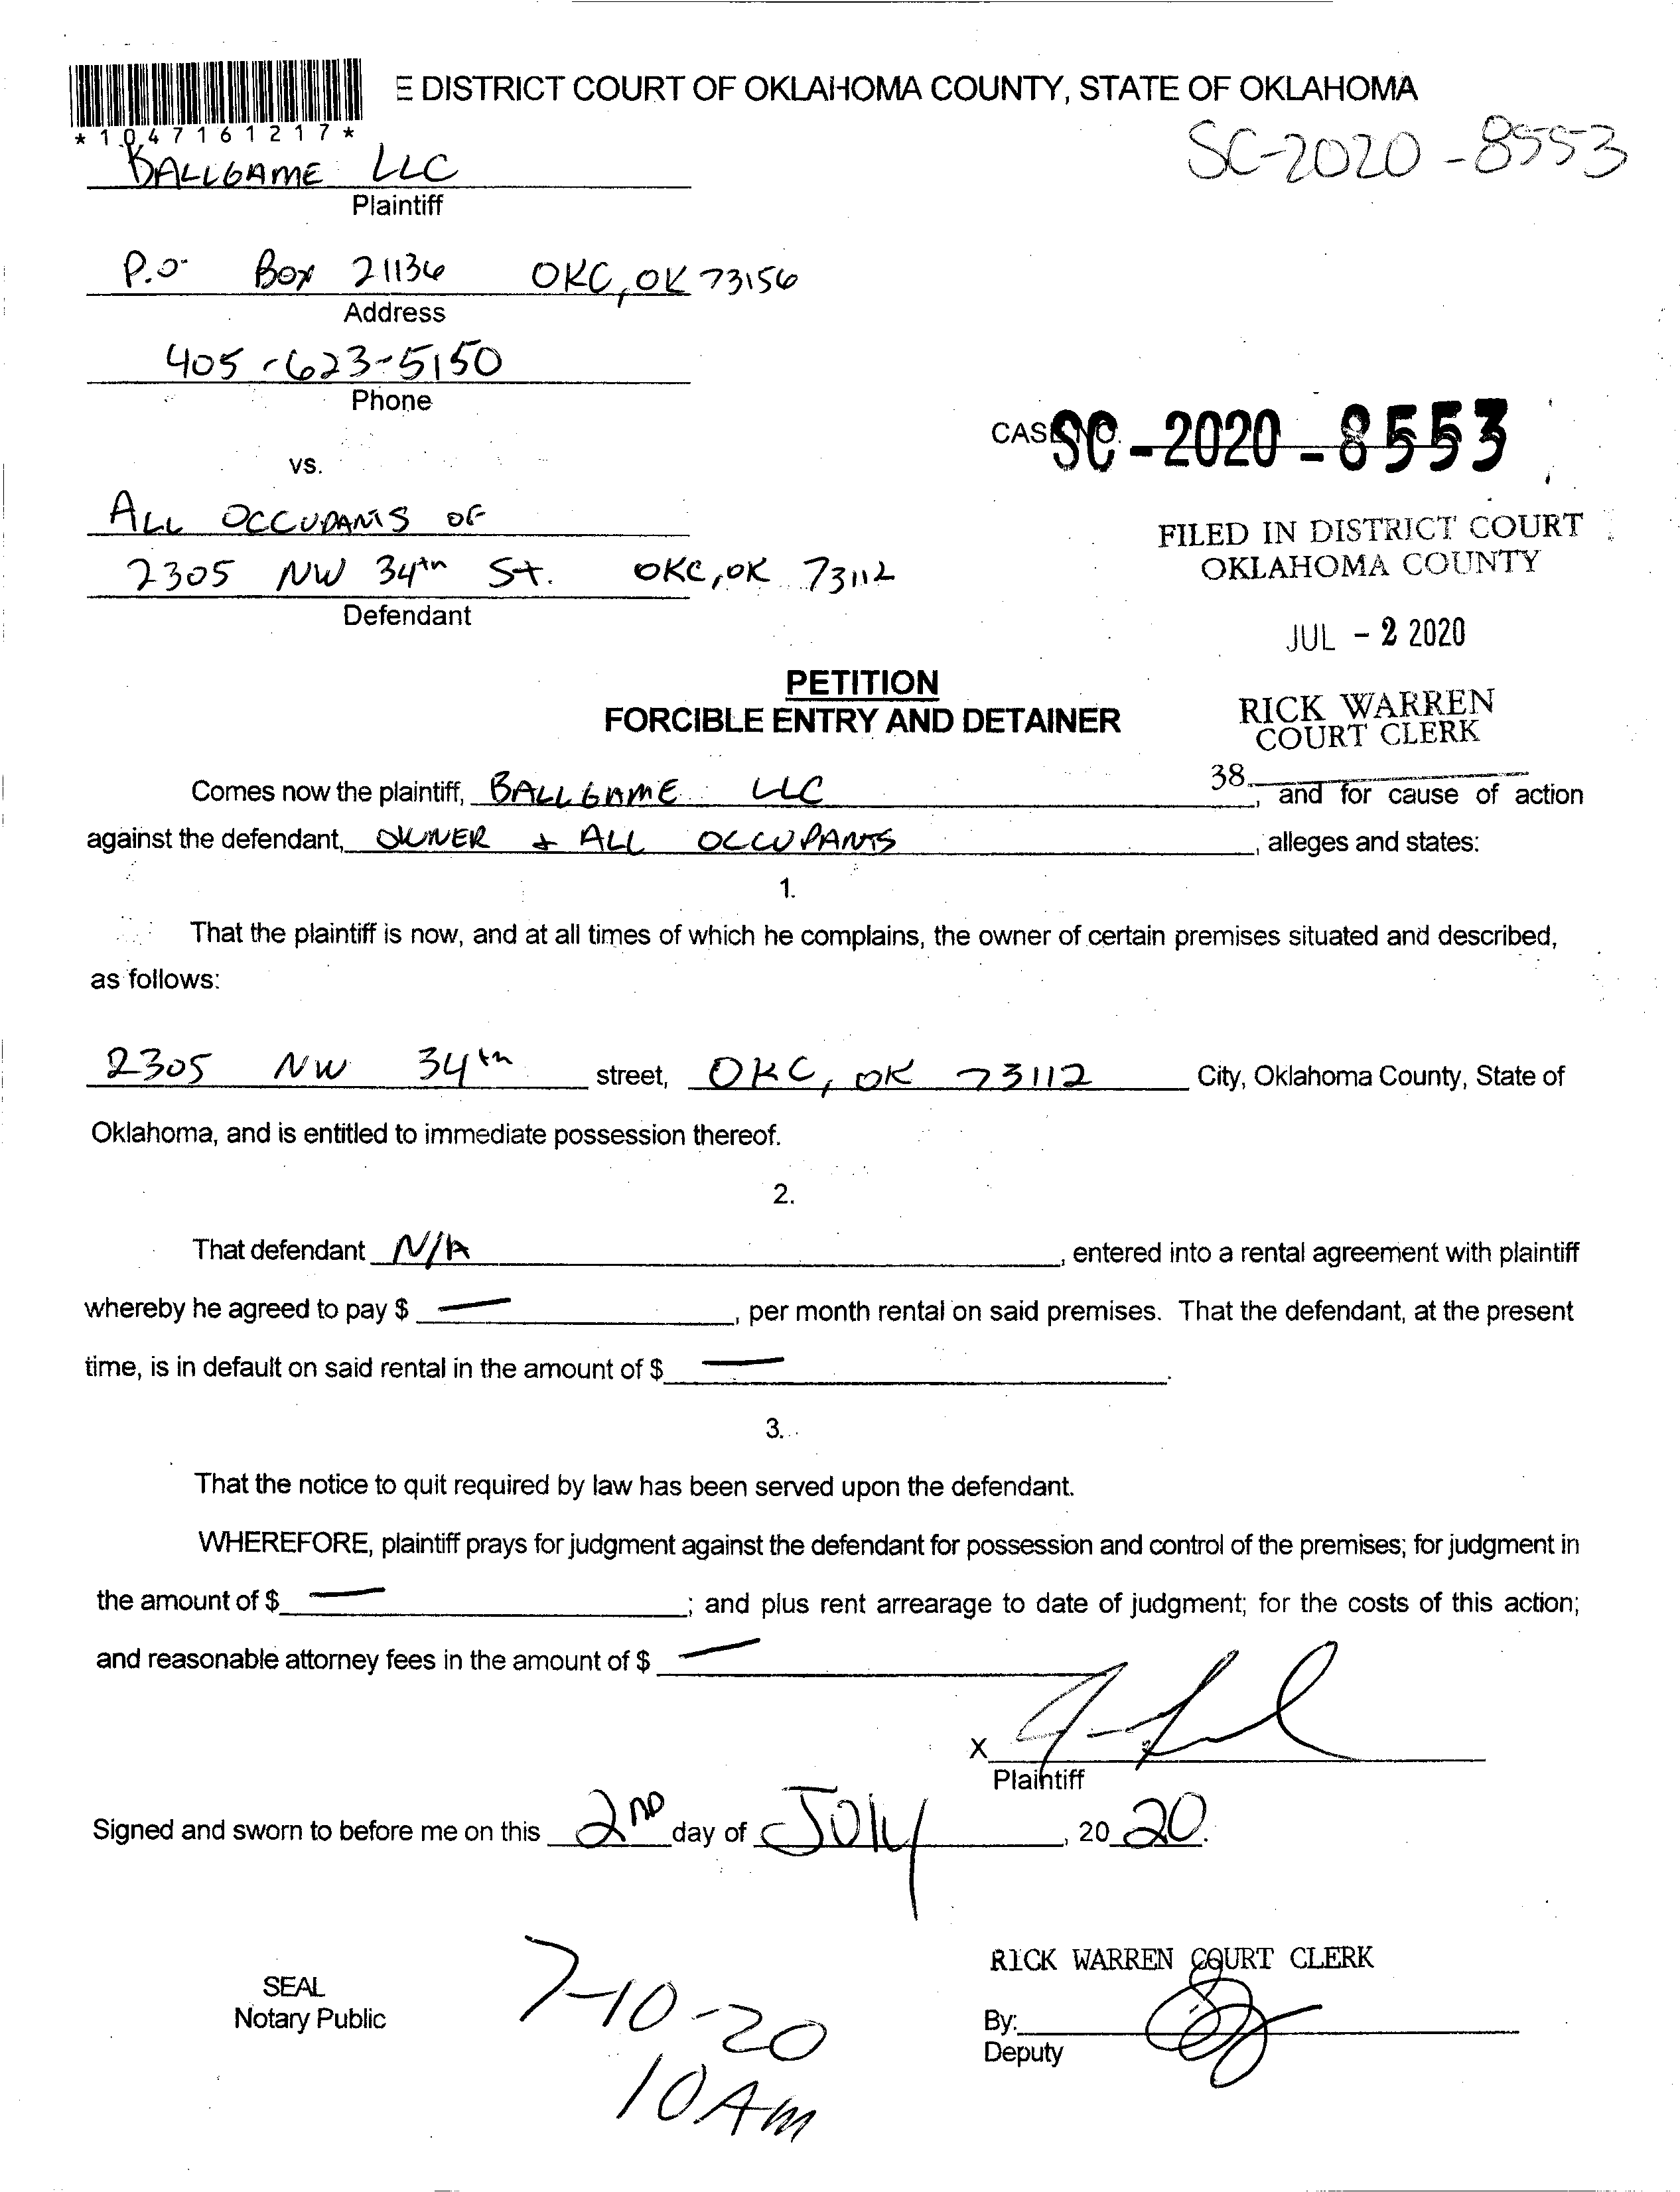 E DISTRICT COURT OF OKLAHOMA COUNTY, STATE OF OKLAHOMA
*1047161217*
SC-2020-8553
BALLGAME LLC
Plaintiff
P.O. Box 21136 OKC, OK 73156
Address
405-623-5150
Phone
CASE NO. SC-2020-8553
vs.
ALL OCCUPANTS OF
2305 NW 34th St. OKC, OK 73112
Defendant
FILED IN DISTRICT COURT
OKLAHOMA COUNTY
JUL - 2 2020
PETITION
FORCIBLE ENTRY AND DETAINER
RICK WARREN
COURT CLERK
38
Comes now the plaintiff, BALLGAME LLC, and for cause of action
against the defendant, OWNER & ALL OCCUPANTS, alleges and states:
1.
That the plaintiff is now, and at all times of which he complains, the owner of certain premises situated and described,
as follows:
2305 NW 34th street, OKC, OK 73112 City, Oklahoma County, State of
Oklahoma, and is entitled to immediate possession thereof.
2.
That defendant N/A, entered into a rental agreement with plaintiff
whereby he agreed to pay $ —, per month rental on said premises. That the defendant, at the present
time, is in default on said rental in the amount of $ —.
3.
That the notice to quit required by law has been served upon the defendant.
WHEREFORE, plaintiff prays for judgment against the defendant for possession and control of the premises; for judgment in
the amount of $ —; and plus rent arrearage to date of judgment; for the costs of this action;
and reasonable attorney fees in the amount of $ —
X
Plaintiff
Signed and sworn to before me on this 2ND day of July, 2020.
SEAL
Notary Public
7-10-20
10 AM
RICK WARREN COURT CLERK
By:
Deputy